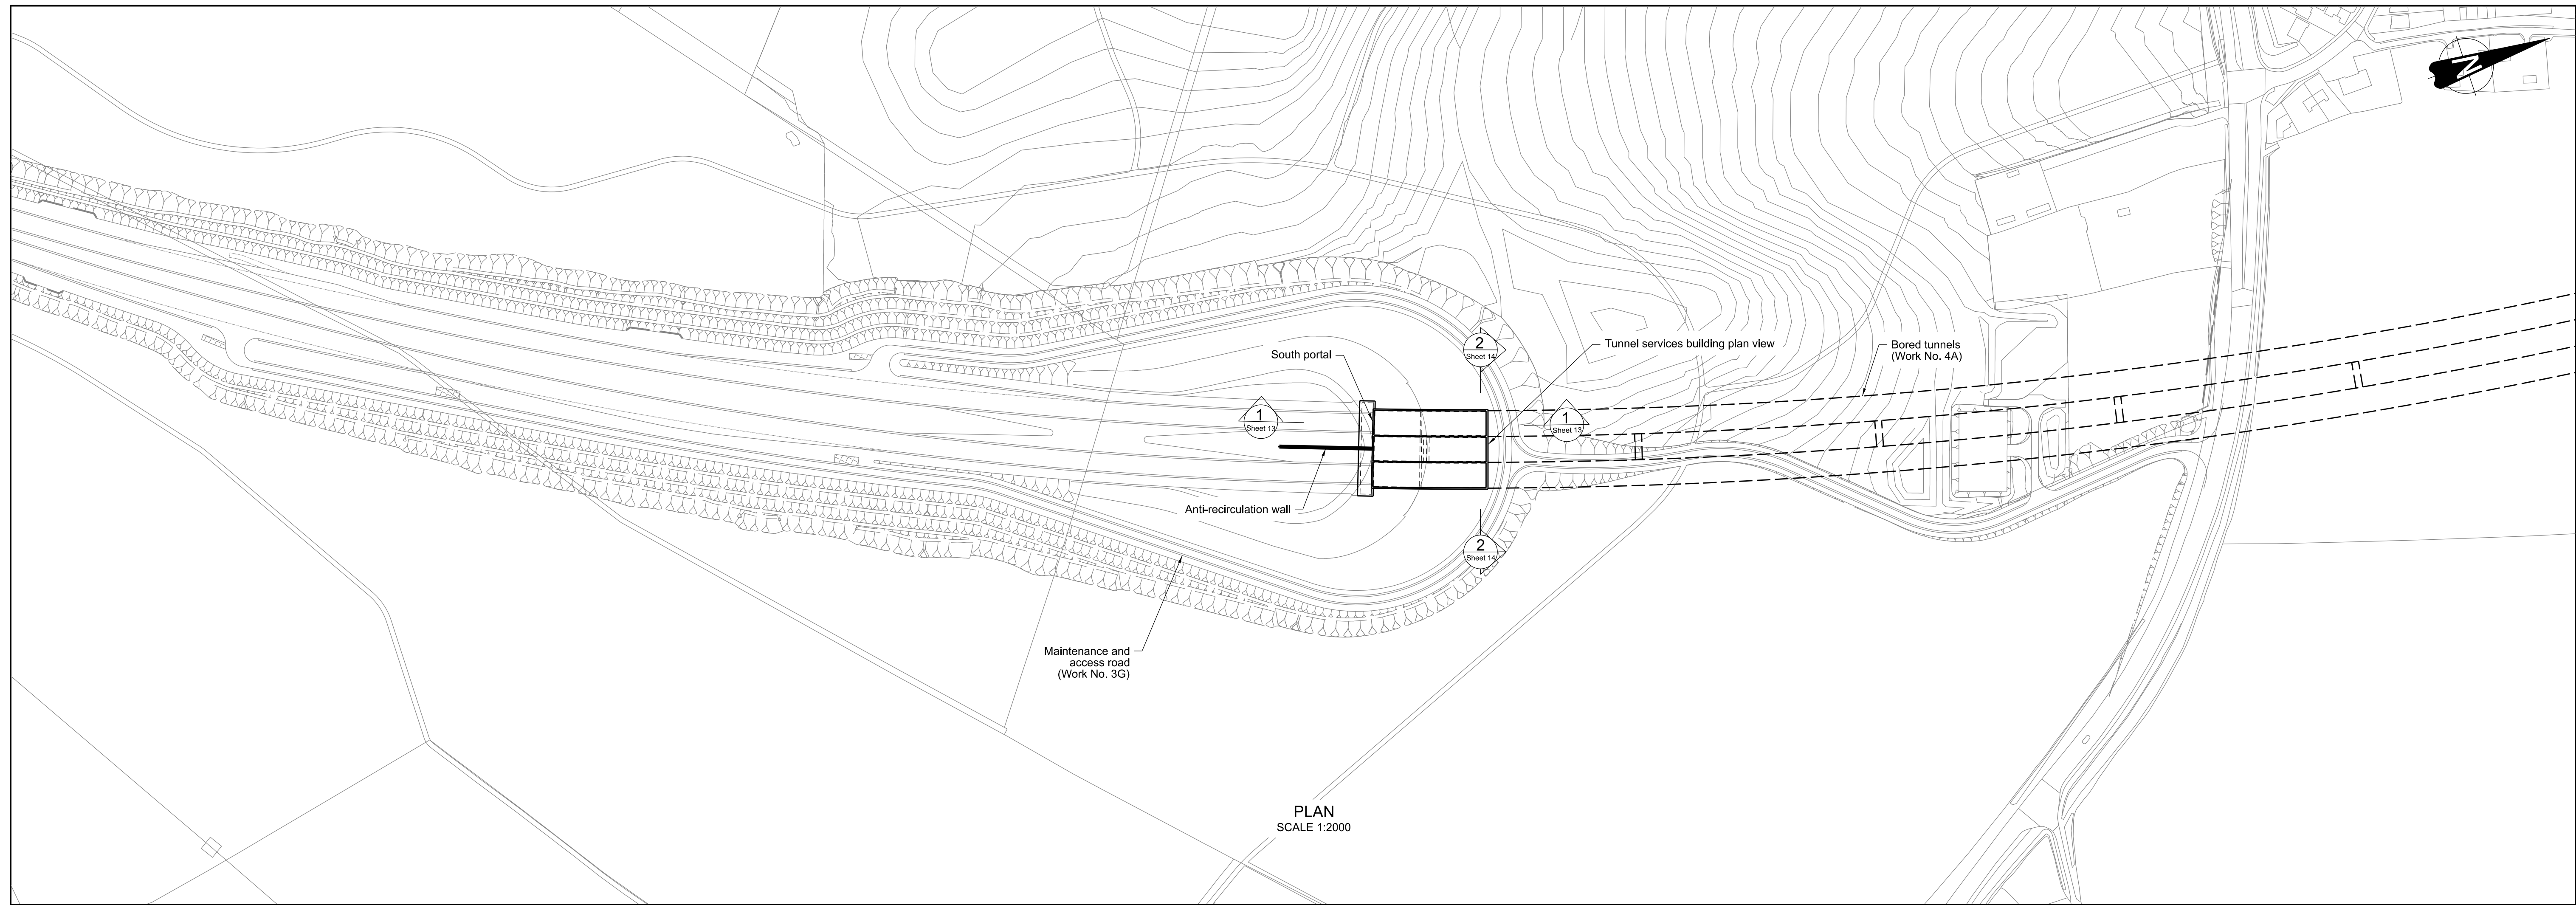 N
2
Sheet 14
Tunnel services building plan view
Bored tunnels
(Work No. 4A)
South portal
1
Sheet 13
1
Sheet 13
Anti-recirculation wall
2
Sheet 14
Maintenance and
access road
(Work No. 3G)
PLAN
SCALE 1:2000